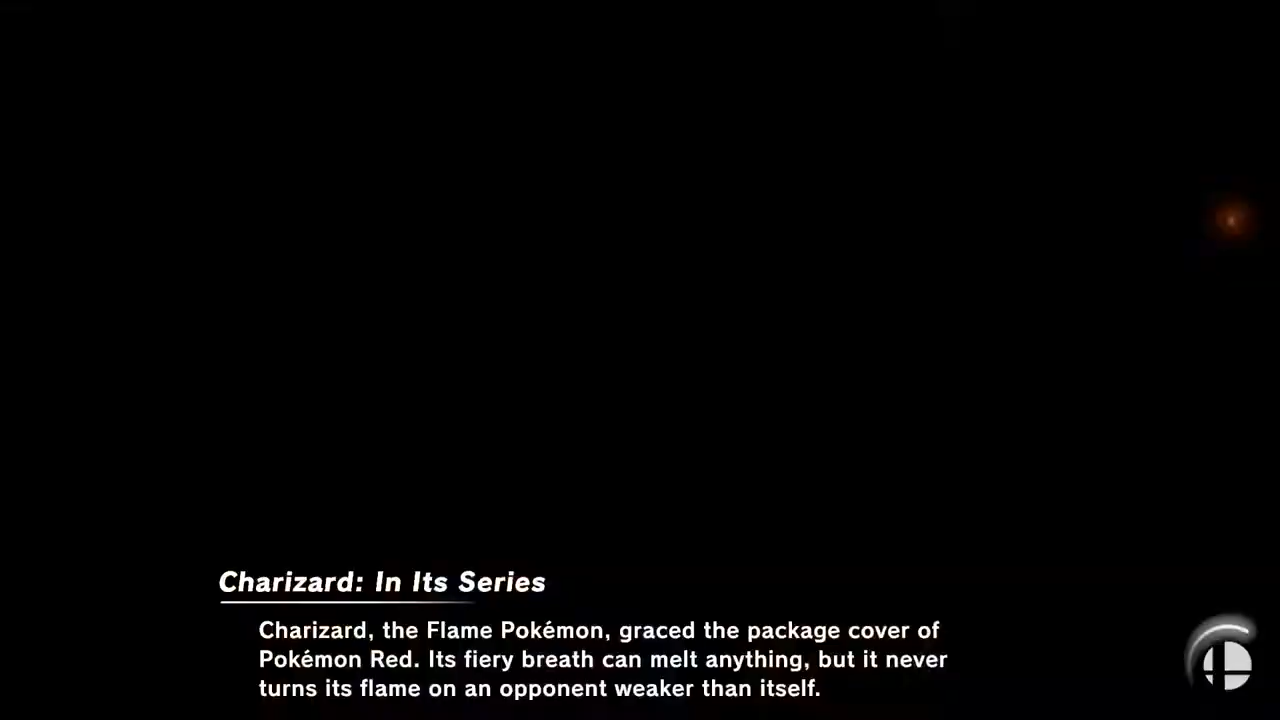 Charizard: In Its Series
Charizard, the Flame Pokémon, graced the package cover of
Pokémon Red. Its fiery breath can melt anything, but it never
turns its flame on an opponent weaker than itself.